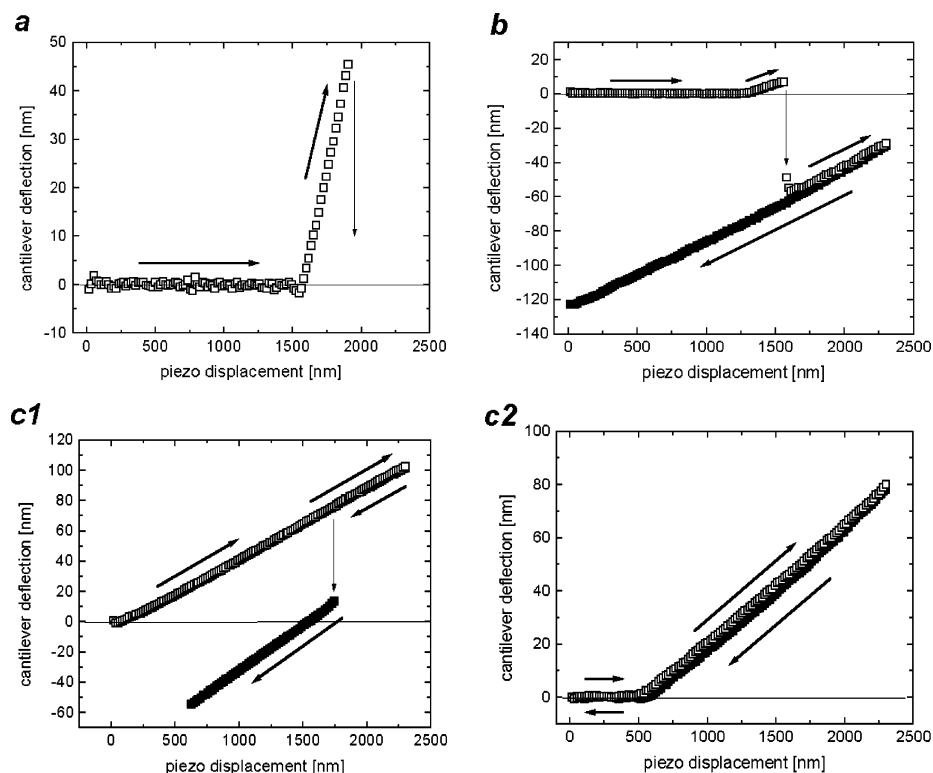 a
50
40
30
20
10
0
-10
cantilever deflection [nm]
0 500 1000 1500 2000 2500
piezo displacement [nm]
b
20
0
-20
-40
-60
-80
-100
-120
-140
cantilever deflection [nm]
0 500 1000 1500 2000 2500
piezo displacement [nm]
c1
120
100
80
60
40
20
0
-20
-40
-60
cantilever deflection [nm]
0 500 1000 1500 2000 2500
piezo displacement [nm]
c2
100
80
60
40
20
0
cantilever deflection [nm]
0 500 1000 1500 2000 2500
piezo displacement [nm]